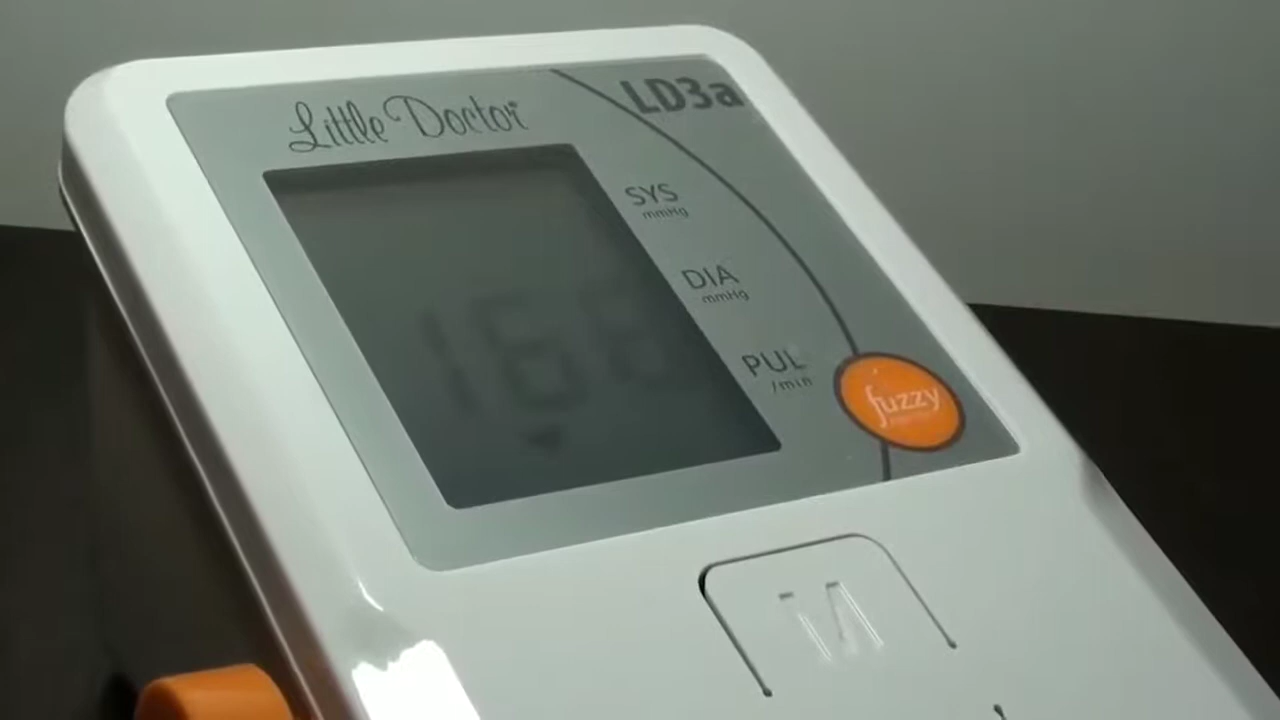 Little Doctor®
LD3a
SYS
mmHg
DIA
mmHg
PUL
/min
fuzzy
M